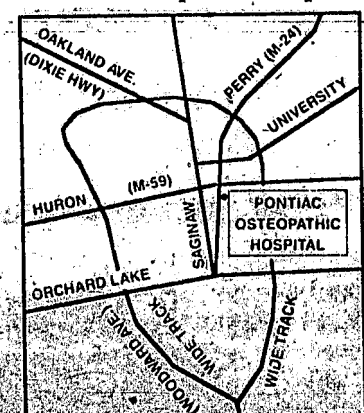 OAKLAND AVE.
(DIXIE HWY)
PERRY (M-24)
UNIVERSITY
HURON (M-59)
SAGINAW
PONTIAC
OSTEOPATHIC
HOSPITAL
ORCHARD LAKE
WIDE TRACK
(WOODWARD AVE)
WIDE TRACK